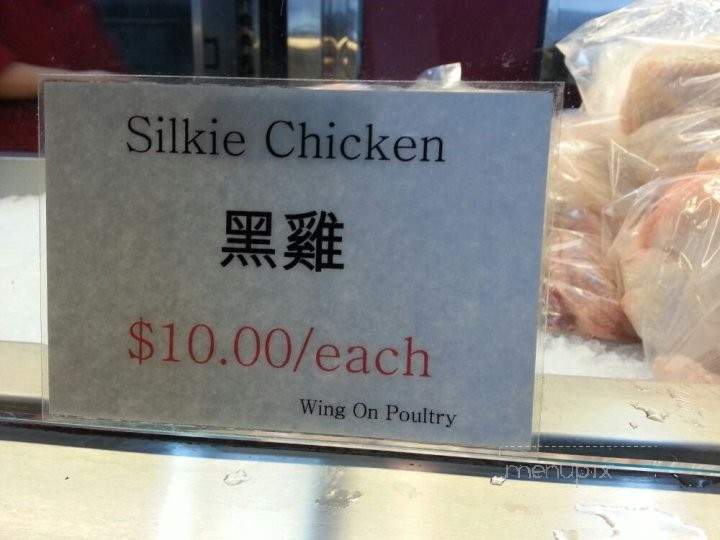 Silkie Chicken
黑雞
$10.00/each
Wing On Poultry
menupix